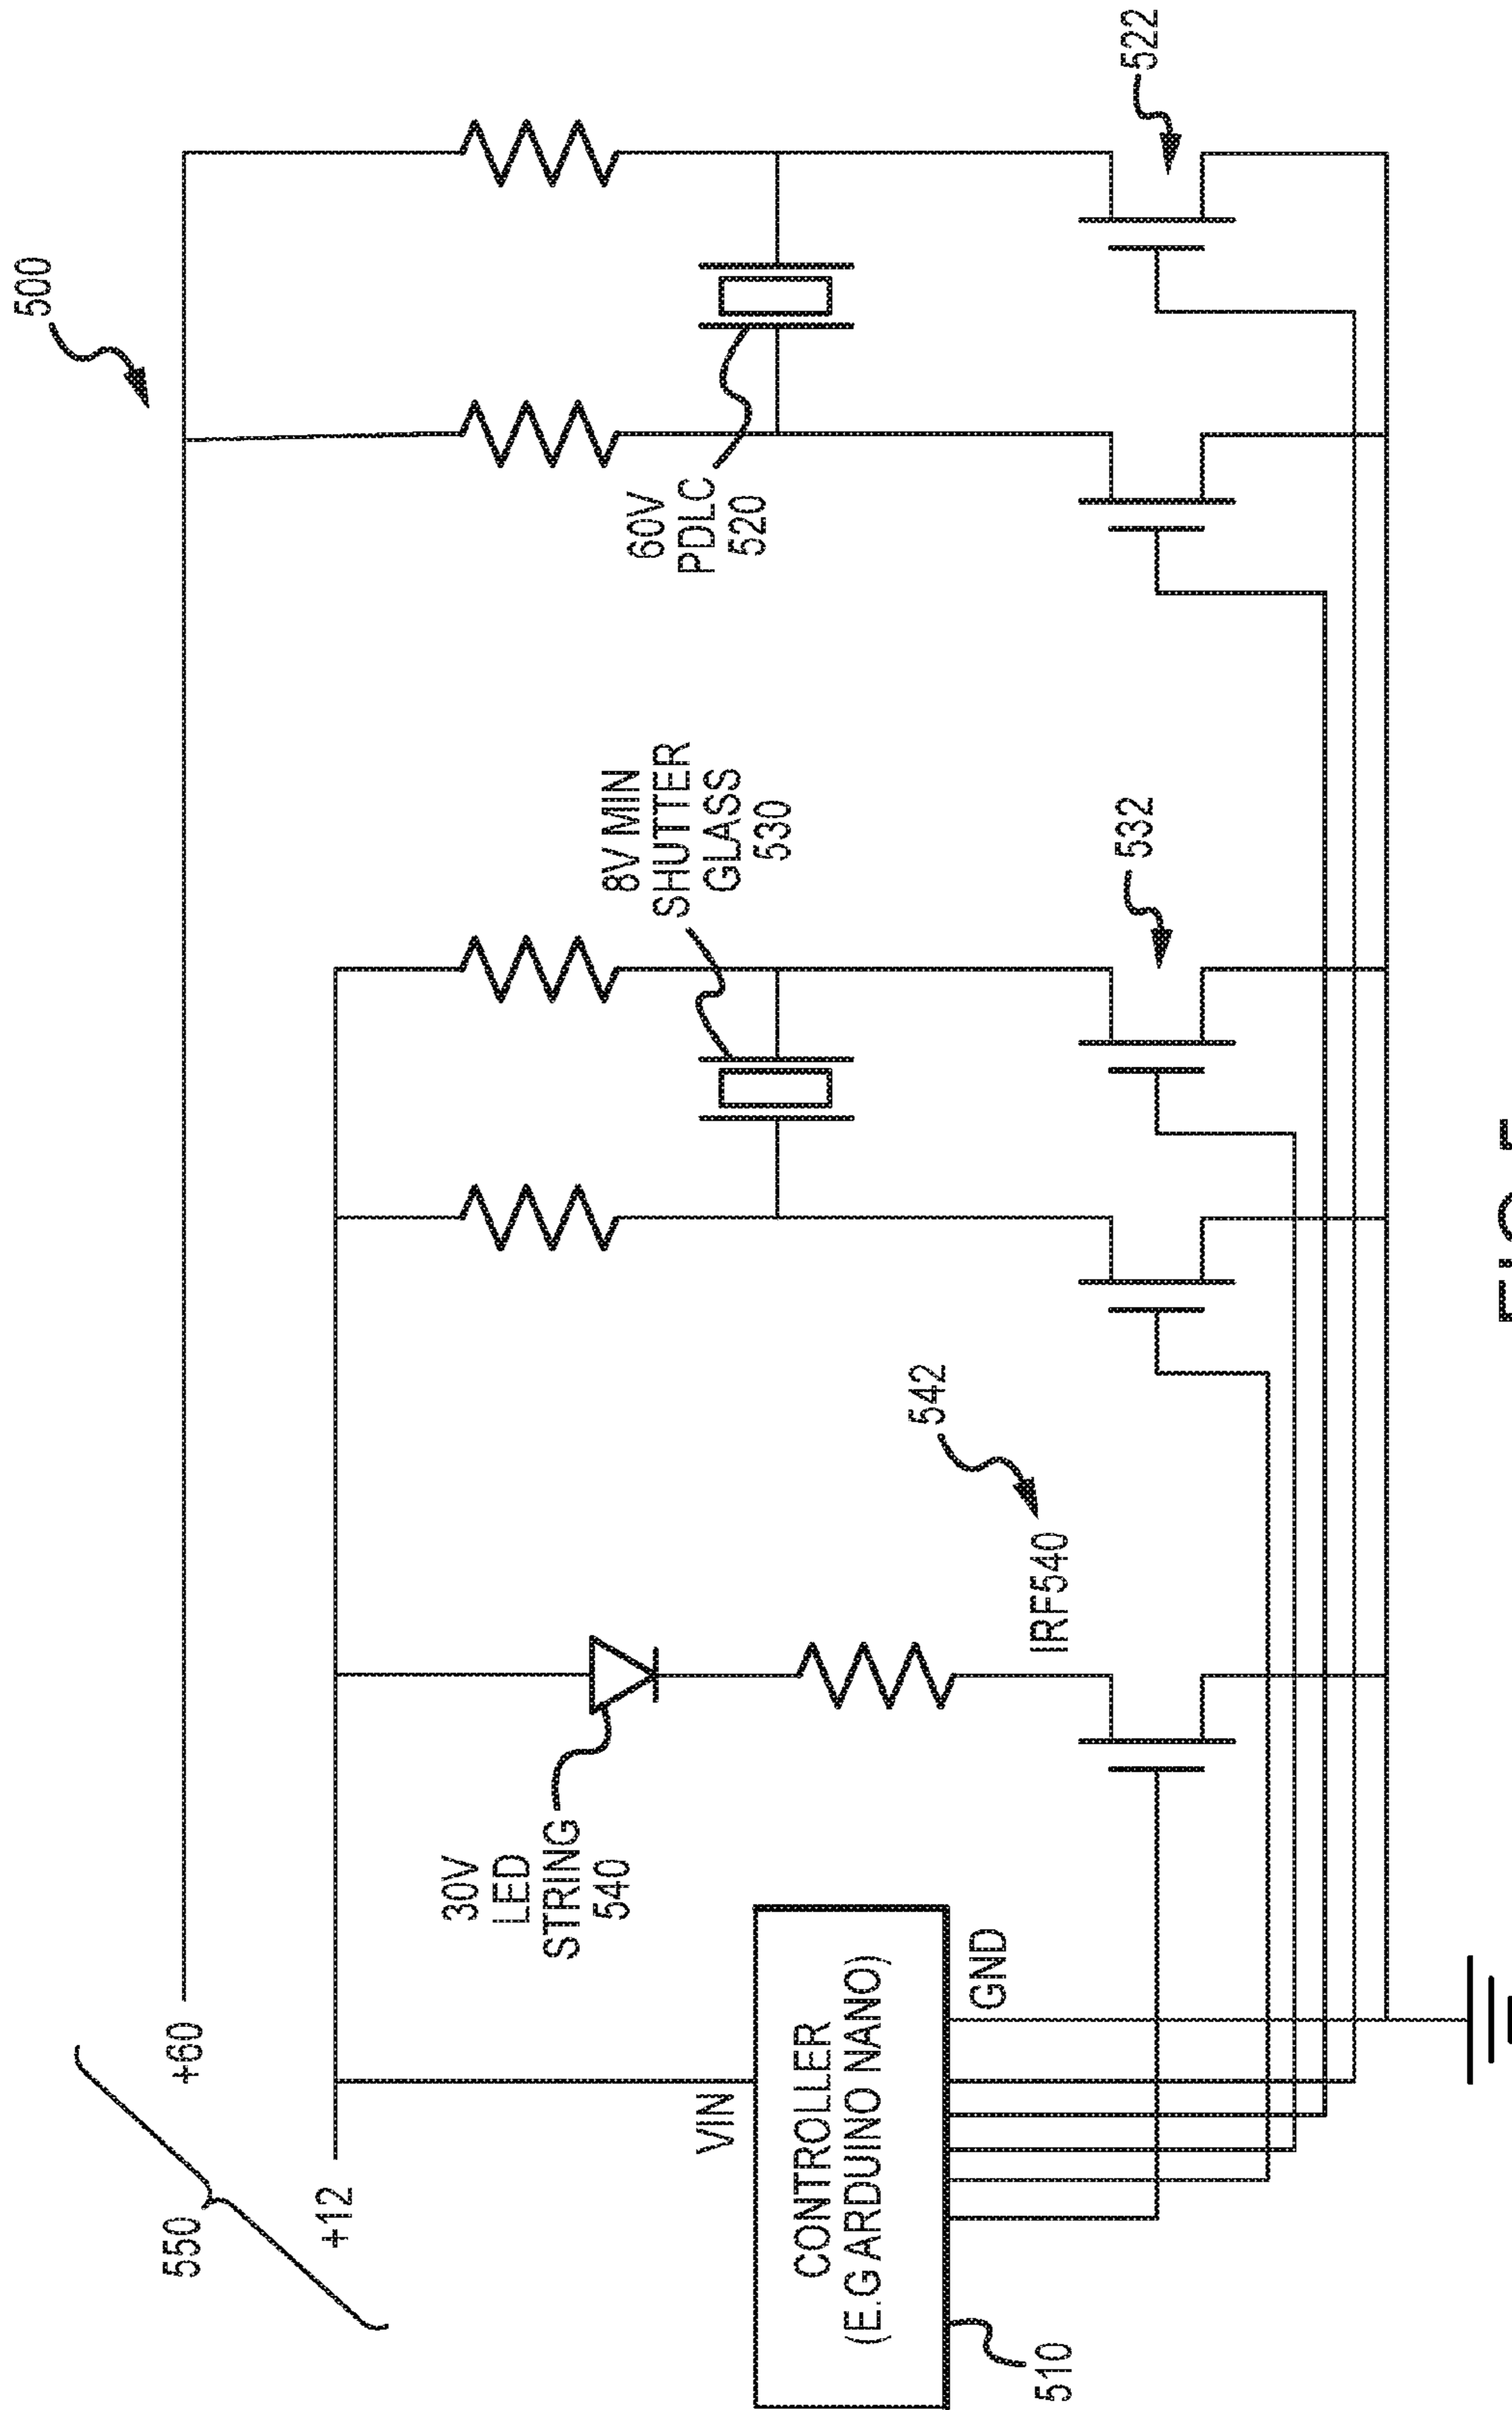 500
550
+60
+12
60V
PDLC
520
522
8V MIN
SHUTTER
GLASS
530
532
30V
LED
STRING
540
IRF540
542
VIN
CONTROLLER
(E.G ARDUINO NANO)
GND
510